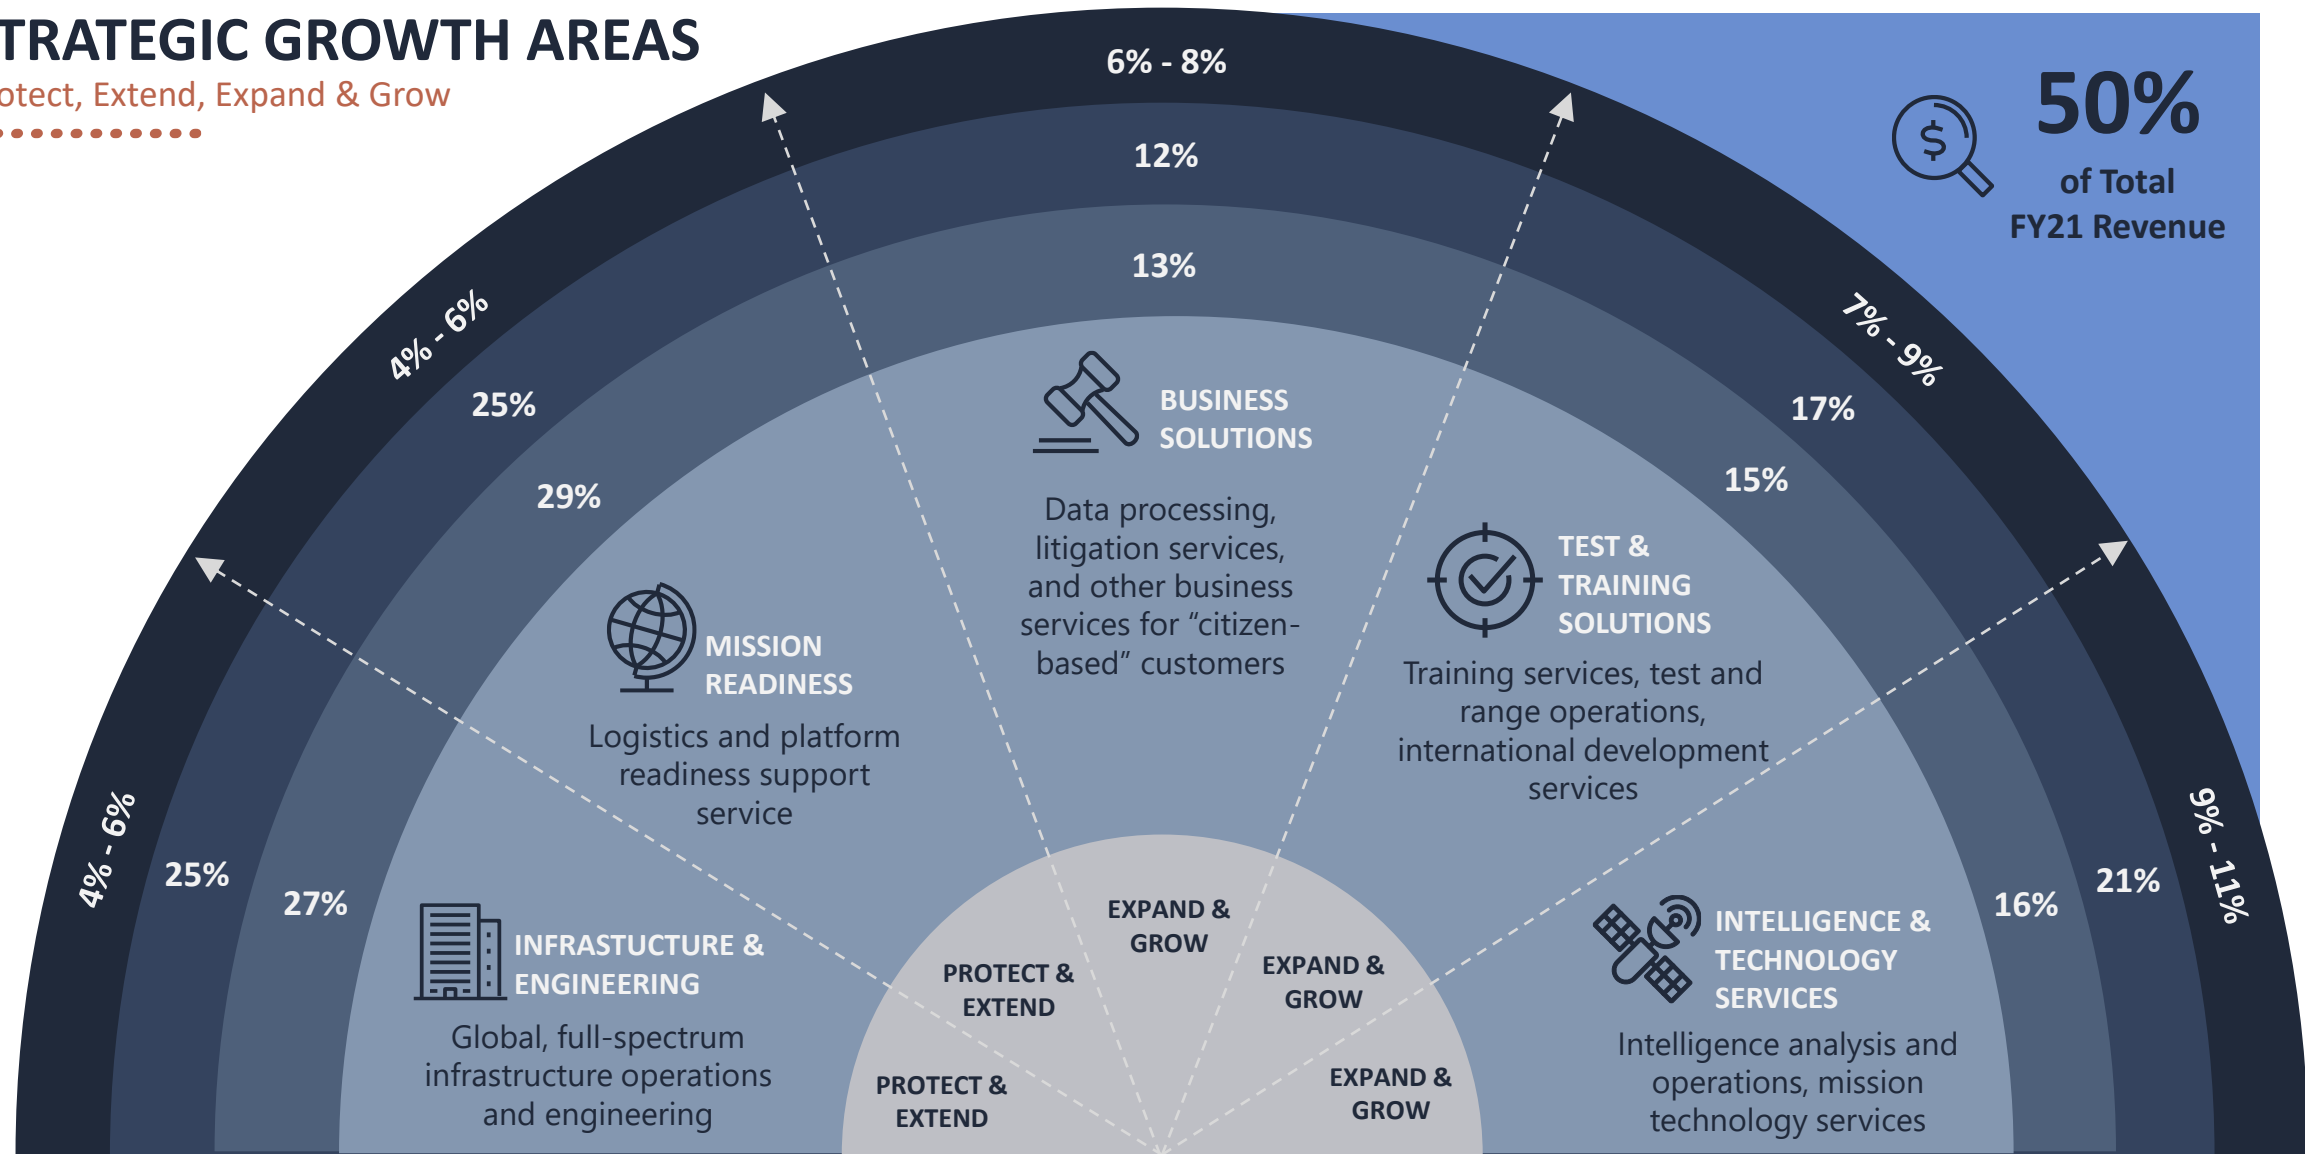 TRATEGIC GROWTH AREAS
otect, Extend, Expand & Grow
50%
of Total
FY21 Revenue
6% - 8%
12%
13%
4% - 6%
25%
29%
7% - 9%
17%
15%
4% - 6%
25%
27%
9% - 11%
21%
16%
BUSINESS
SOLUTIONS
Data processing,
litigation services,
and other business
services for “citizen-
based” customers
TEST &
TRAINING
SOLUTIONS
Training services, test and
range operations,
international development
services
MISSION
READINESS
Logistics and platform
readiness support
service
INFRASTUCTURE &
ENGINEERING
Global, full-spectrum
infrastructure operations
and engineering
INTELLIGENCE &
TECHNOLOGY
SERVICES
Intelligence analysis and
operations, mission
technology services
EXPAND &
GROW
PROTECT &
EXTEND
EXPAND &
GROW
PROTECT &
EXTEND
EXPAND &
GROW